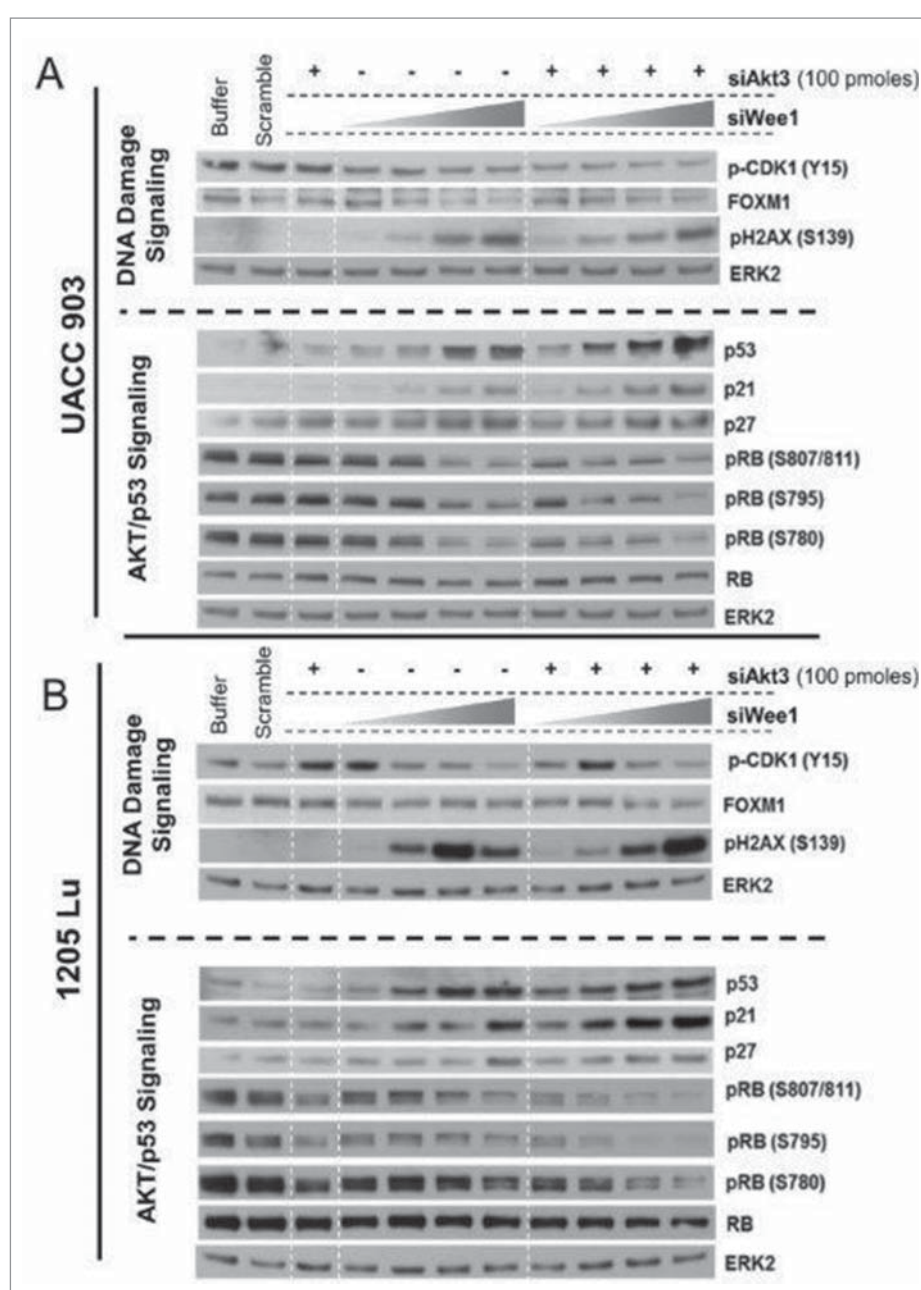 A
Buffer
Scramble
+ - - - - + + + + siAkt3 (100 pmoles)
siWee1
UACC 903
DNA Damage
Signaling
p-CDK1 (Y15)
FOXM1
pH2AX (S139)
ERK2
AKT/p53 Signaling
p53
p21
p27
pRB (S807/811)
pRB (S795)
pRB (S780)
RB
ERK2
B
Buffer
Scramble
+ - - - - + + + + siAkt3 (100 pmoles)
siWee1
1205 Lu
DNA Damage
Signaling
p-CDK1 (Y15)
FOXM1
pH2AX (S139)
ERK2
AKT/p53 Signaling
p53
p21
p27
pRB (S807/811)
pRB (S795)
pRB (S780)
RB
ERK2